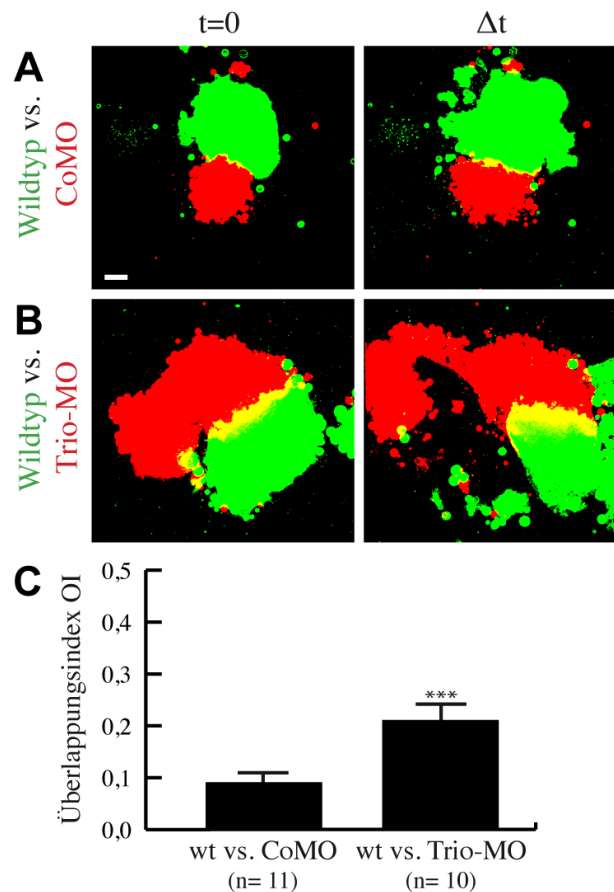 t=0
Δt
A
Wildtyp vs.
CoMO
B
Wildtyp vs.
Trio-MO
C
Überlappungsindex OI
0,5
0,4
0,3
0,2
0,1
0,0
***
wt vs. CoMO
wt vs. Trio-MO
(n= 11)
(n= 10)